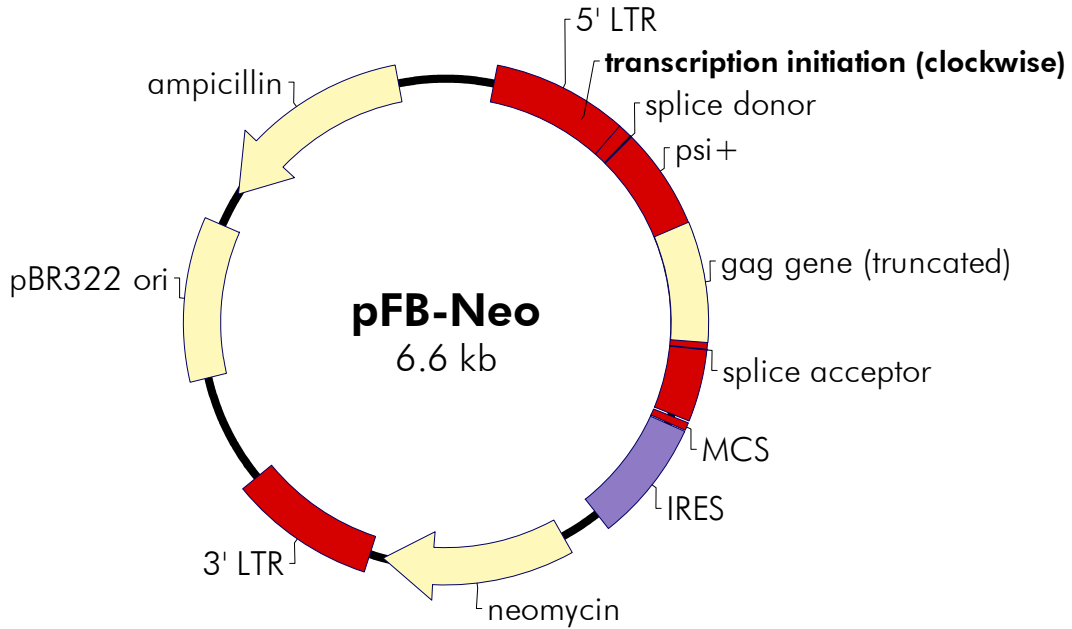 5' LTR
transcription initiation (clockwise)
splice donor
psi+
gag gene (truncated)
splice acceptor
MCS
IRES
neomycin
3' LTR
pBR322 ori
ampicillin
pFB-Neo
6.6 kb